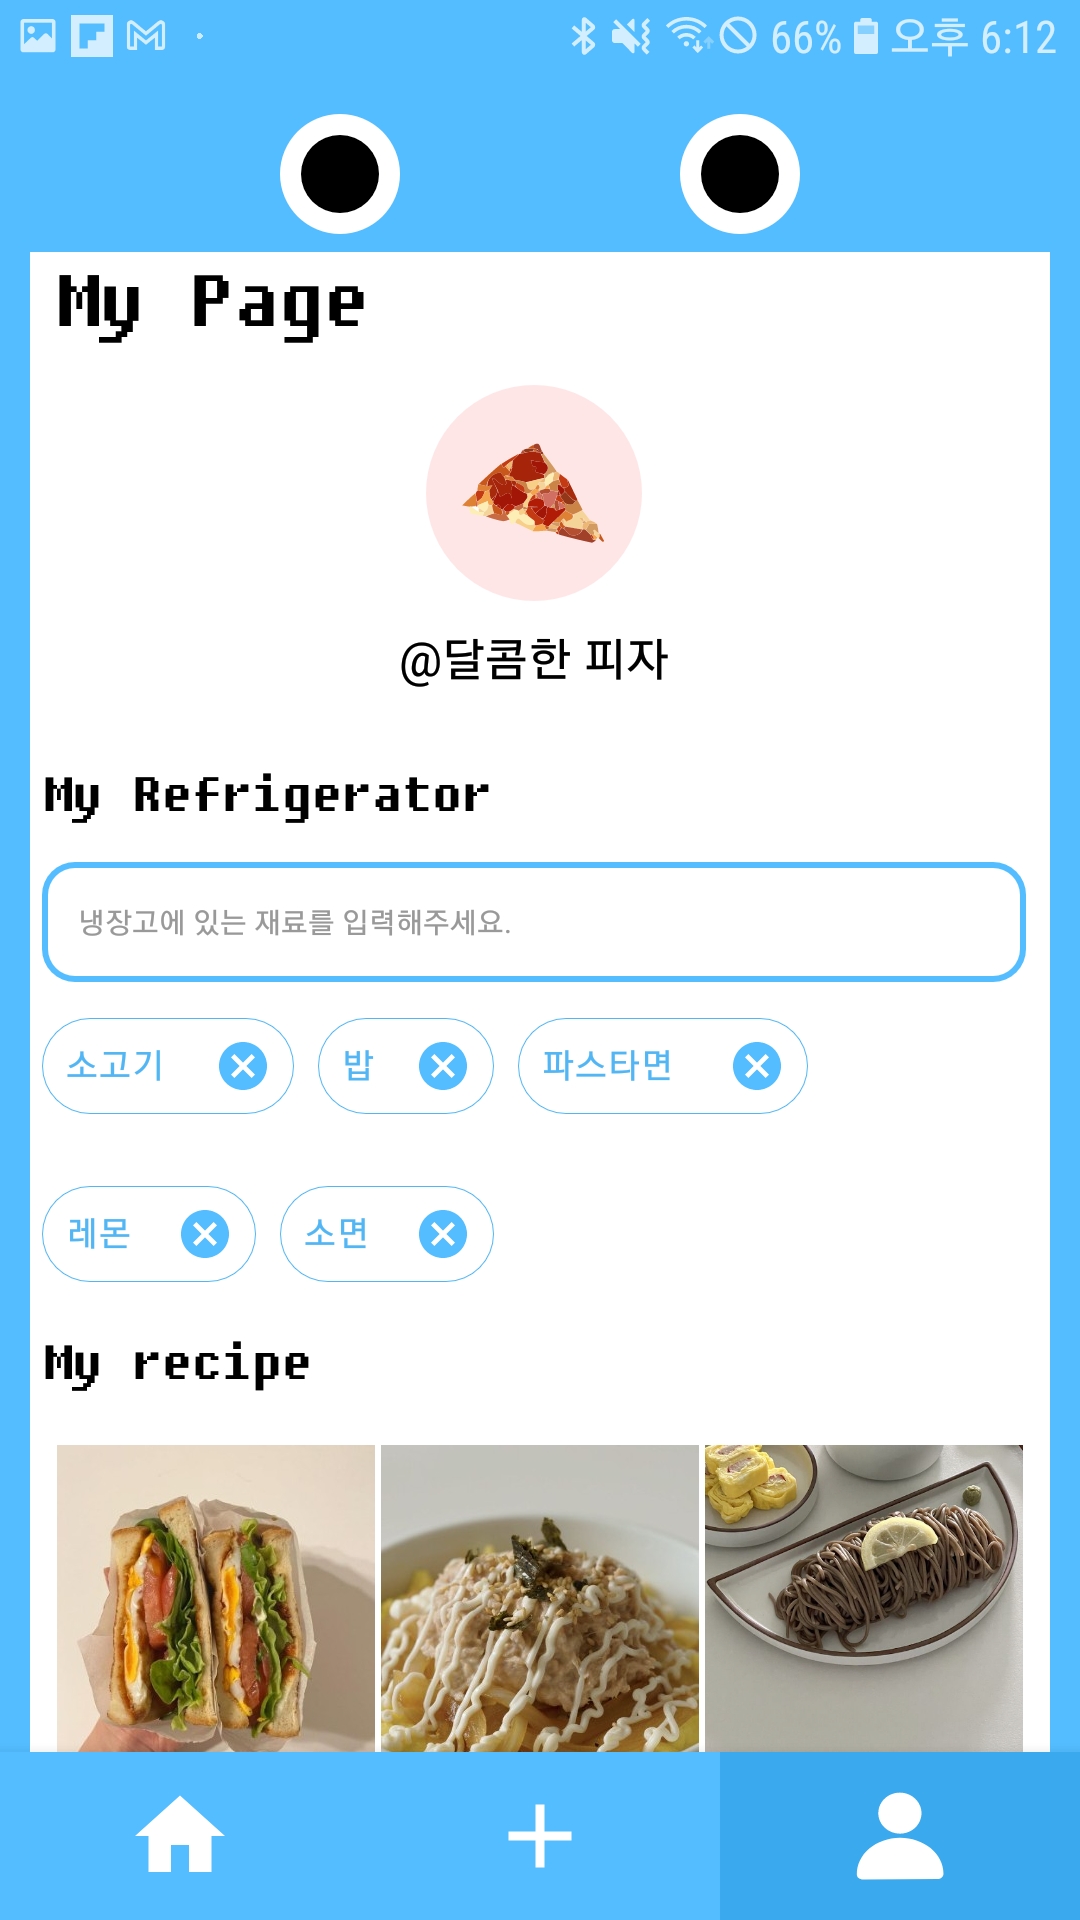 66% 오후 6:12
My Page
@달콤한 피자
My Refrigerator
냉장고에 있는 재료를 입력해주세요.
소고기 밥 파스타면
레몬 소면
My recipe